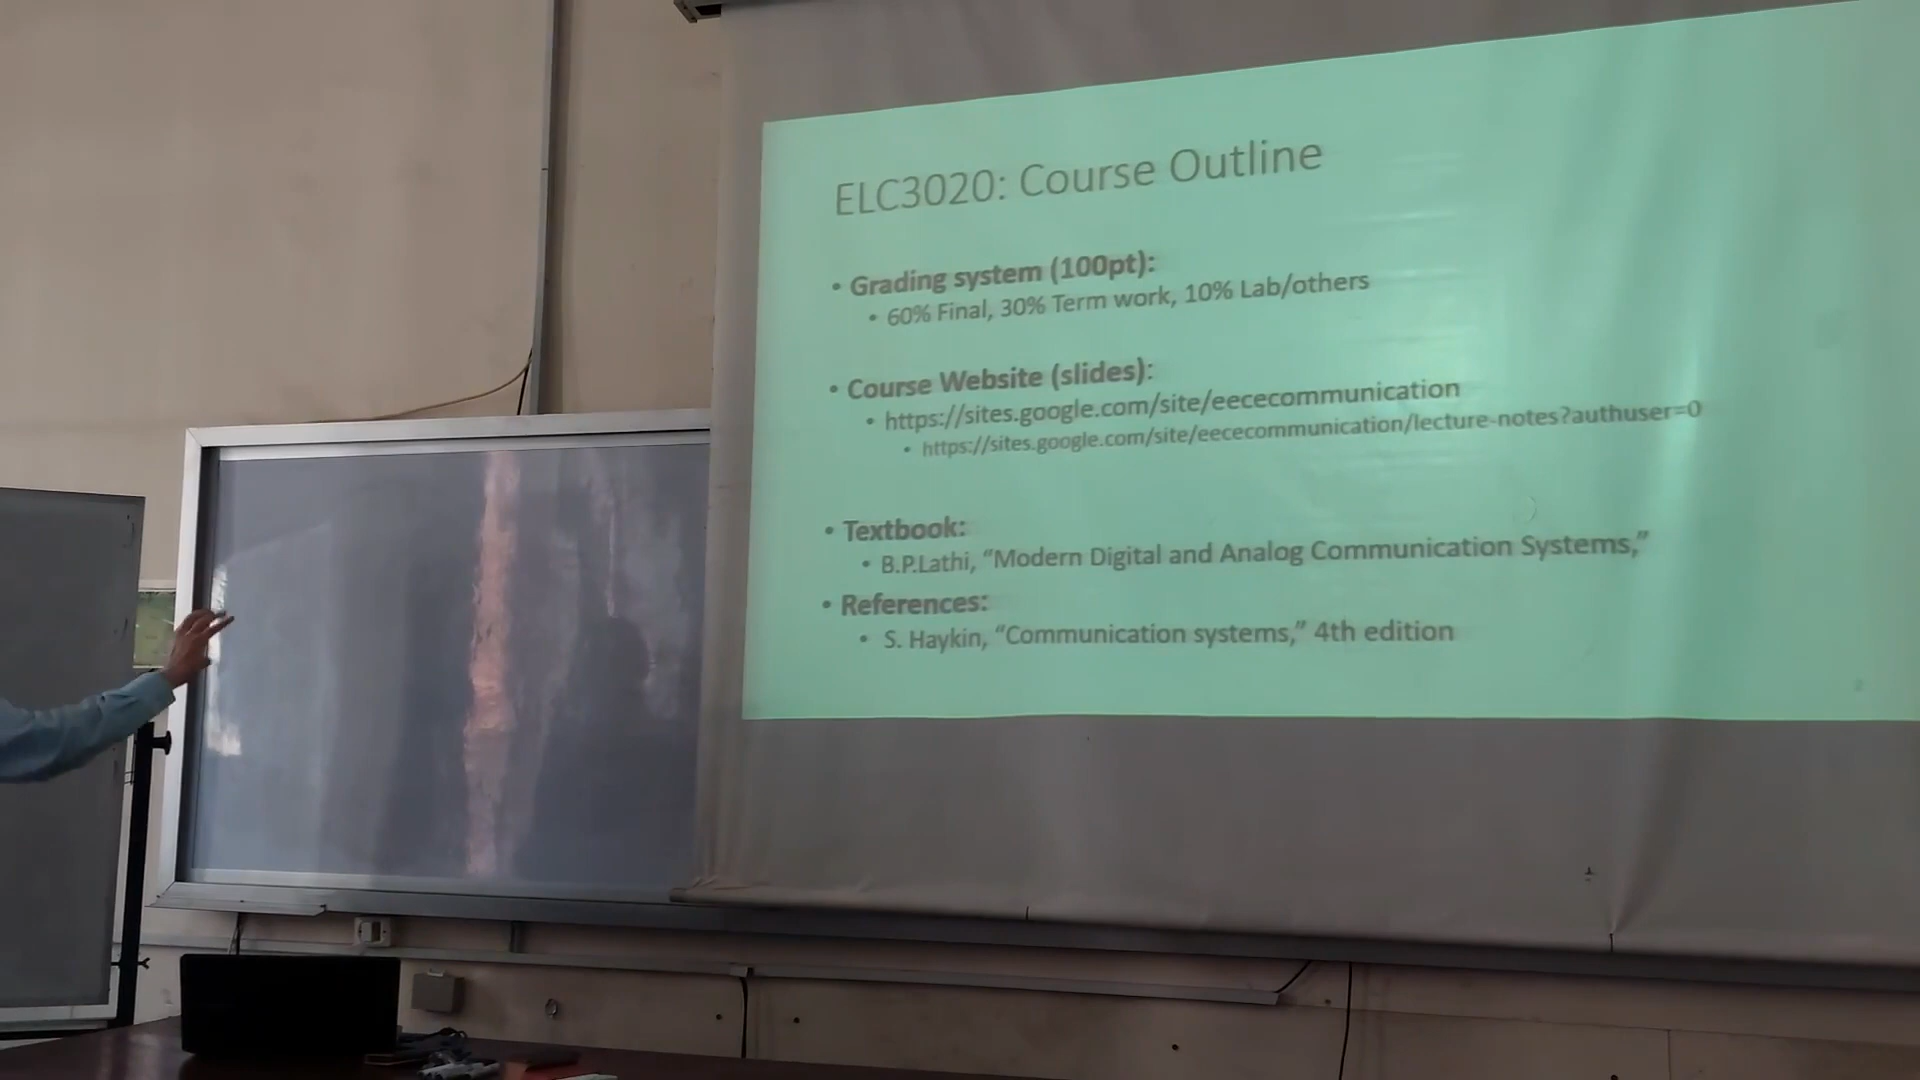 ELC3020: Course Outline
• Grading system (100pt):
• 60% Final, 30% Term work, 10% Lab/others
• Course Website (slides):
• https://sites.google.com/site/eececommunication
• https://sites.google.com/site/eececommunication/lecture-notes?authuser=0
• Textbook:
• B.P.Lathi, “Modern Digital and Analog Communication Systems,”
• References:
• S. Haykin, “Communication systems,” 4th edition
2